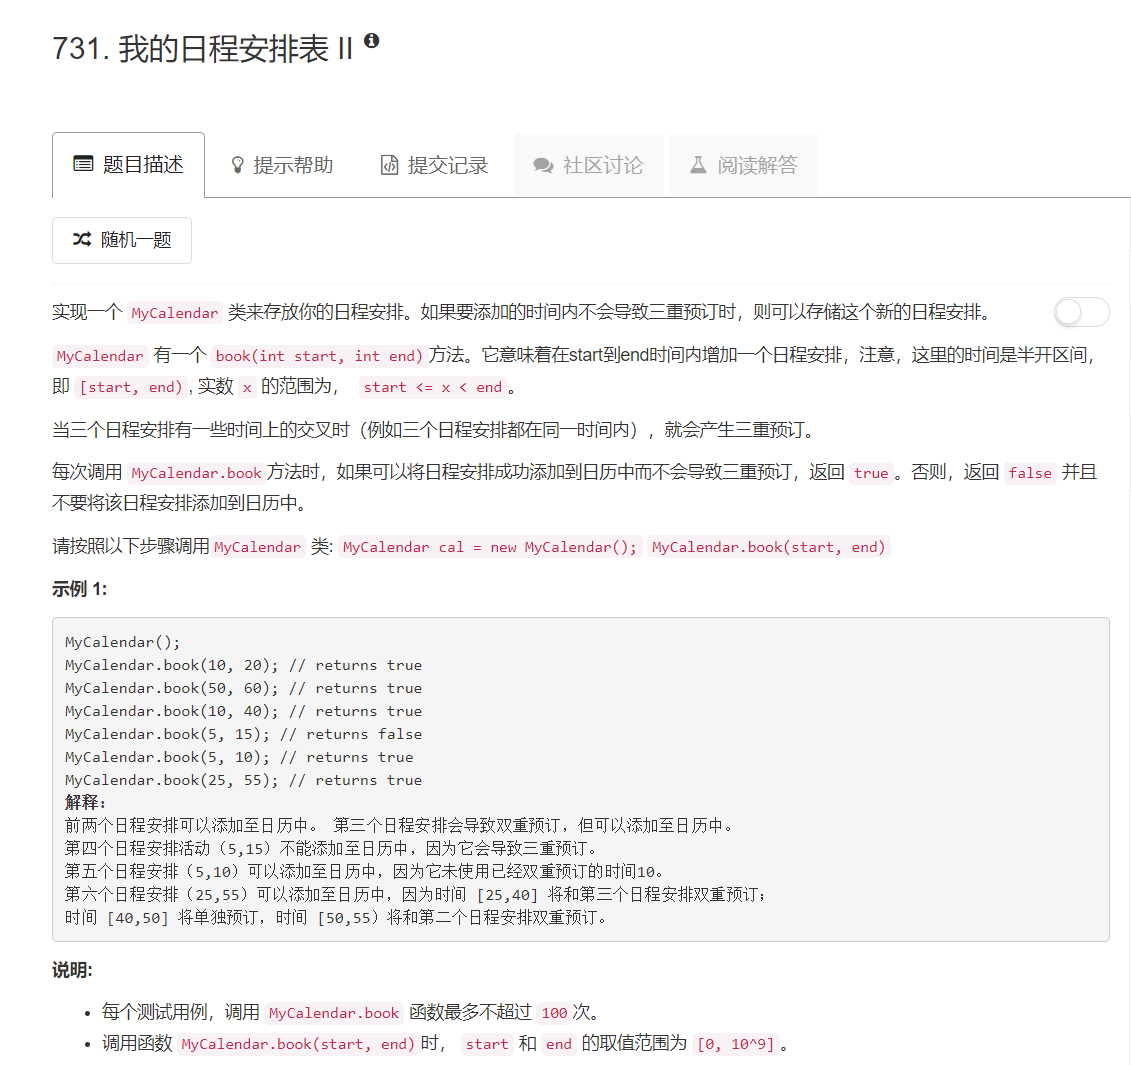 731. 我的日程安排表 II
题目描述 提示帮助 提交记录 社区讨论 阅读解答
随机一题
实现一个 MyCalendar 类来存放你的日程安排。如果要添加的时间内不会导致三重预订时，则可以存储这个新的日程安排。
MyCalendar 有一个 book(int start, int end)方法。它意味着在start到end时间内增加一个日程安排，注意，这里的时间是半开区间，
即 [start, end), 实数 x 的范围为， start <= x < end。
当三个日程安排有一些时间上的交叉时（例如三个日程安排都在同一时间内），就会产生三重预订。
每次调用 MyCalendar.book方法时，如果可以将日程安排成功添加到日历中而不会导致三重预订，返回 true。否则，返回 false 并且
不要将该日程安排添加到日历中。
请按照以下步骤调用MyCalendar 类: MyCalendar cal = new MyCalendar(); MyCalendar.book(start, end)
示例 1:
MyCalendar();
MyCalendar.book(10, 20); // returns true
MyCalendar.book(50, 60); // returns true
MyCalendar.book(10, 40); // returns true
MyCalendar.book(5, 15); // returns false
MyCalendar.book(5, 10); // returns true
MyCalendar.book(25, 55); // returns true
解释：
前两个日程安排可以添加至日历中。 第三个日程安排会导致双重预订，但可以添加至日历中。
第四个日程安排活动（5,15）不能添加至日历中，因为它会导致三重预订。
第五个日程安排（5,10）可以添加至日历中，因为它未使用已经双重预订的时间10。
第六个日程安排（25,55）可以添加至日历中，因为时间 [25,40] 将和第三个日程安排双重预订；
时间 [40,50] 将单独预订，时间 [50,55）将和第二个日程安排双重预订。
说明:
• 每个测试用例，调用 MyCalendar.book 函数最多不超过 100次。
• 调用函数 MyCalendar.book(start, end)时， start 和 end 的取值范围为 [0, 10^9]。